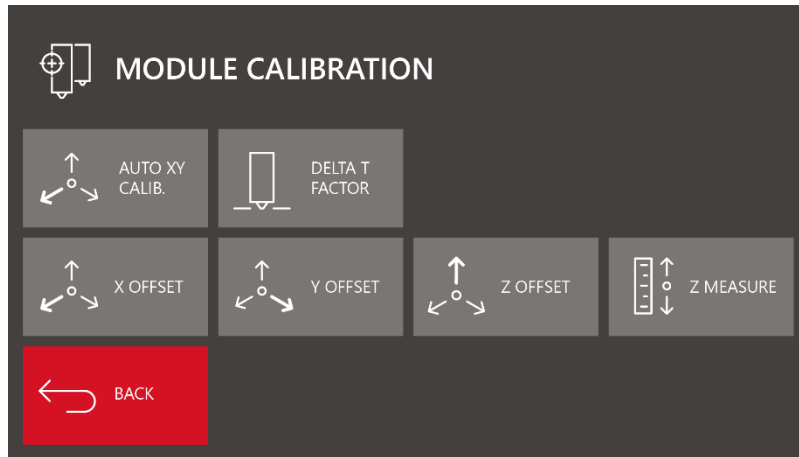 MODULE CALIBRATION
AUTO XY
CALIB.
DELTA T
FACTOR
X OFFSET
Y OFFSET
Z OFFSET
Z MEASURE
BACK